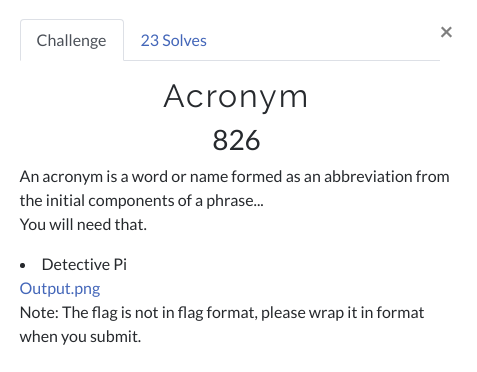 Challenge
23 Solves
×
Acronym
826
An acronym is a word or name formed as an abbreviation from
the initial components of a phrase...
You will need that.
• Detective Pi
Output.png
Note: The flag is not in flag format, please wrap it in format
when you submit.